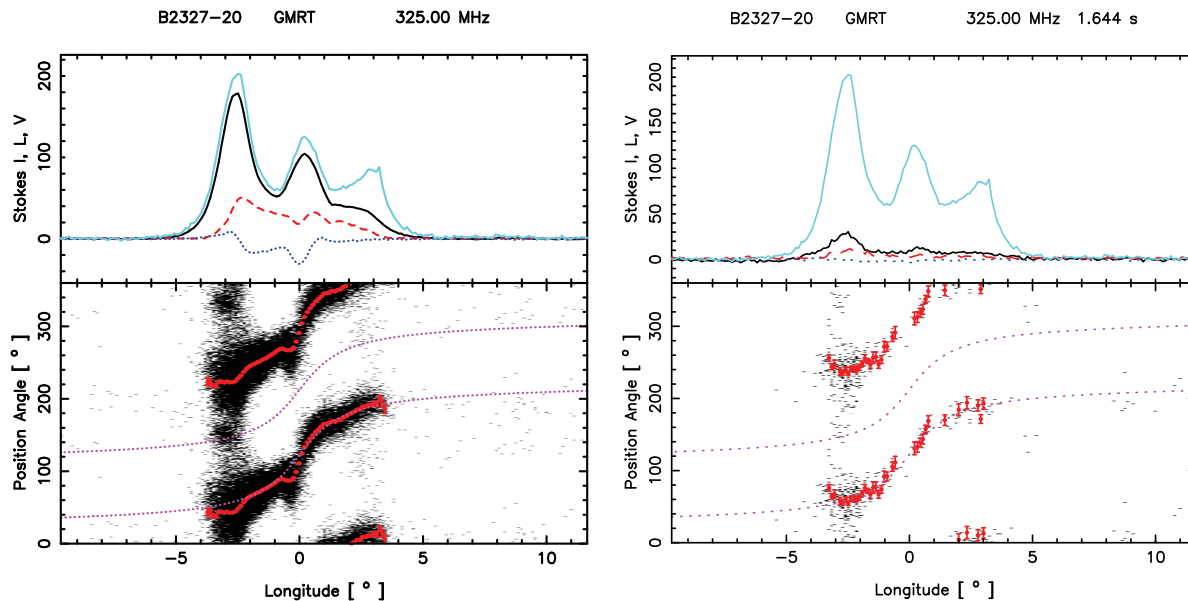 B2327−20 GMRT 325.00 MHz
Stokes I, L, V
200
100
0
Position Angle [ ° ]
300
200
100
0
−5 0 5 10
Longitude [ ° ]
B2327−20 GMRT 325.00 MHz 1.644 s
Stokes I, L, V
200
150
100
50
0
Position Angle [ ° ]
300
200
100
0
−5 0 5 10
Longitude [ ° ]